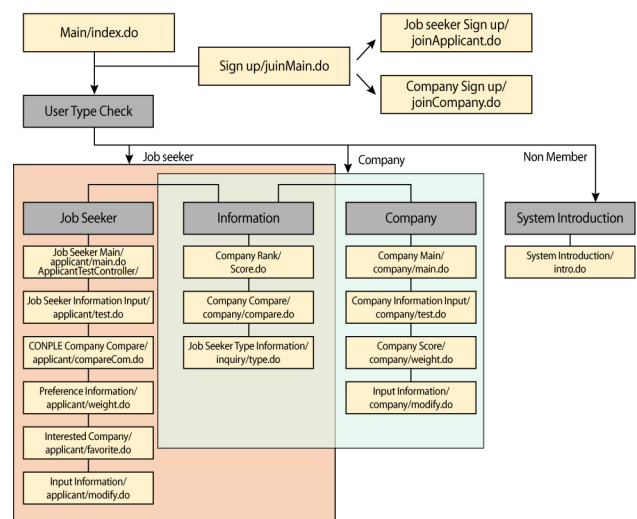 Main/index.do
Sign up/juinMain.do
Job seeker Sign up/
joinApplicant.do
Company Sign up/
joinCompany.do
User Type Check
Job seeker
Company
Non Member
Job Seeker
Information
Company
System Introduction
Job Seeker Main/
applicant/main.do
ApplicantTestController/
Job Seeker Information Input/
applicant/test.do
CONPLE Company Compare/
applicant/compareCom.do
Preference Information/
applicant/weight.do
Interested Company/
applicant/favorite.do
Input Information/
applicant/modify.do
Company Rank/
Score.do
Company Compare/
company/compare.do
Job Seeker Type Information/
inquiry/type.do
Company Main/
company/main.do
Company Information Input/
company/test.do
Company Score/
company/weight.do
Input Information/
company/modify.do
System Introduction/
intro.do